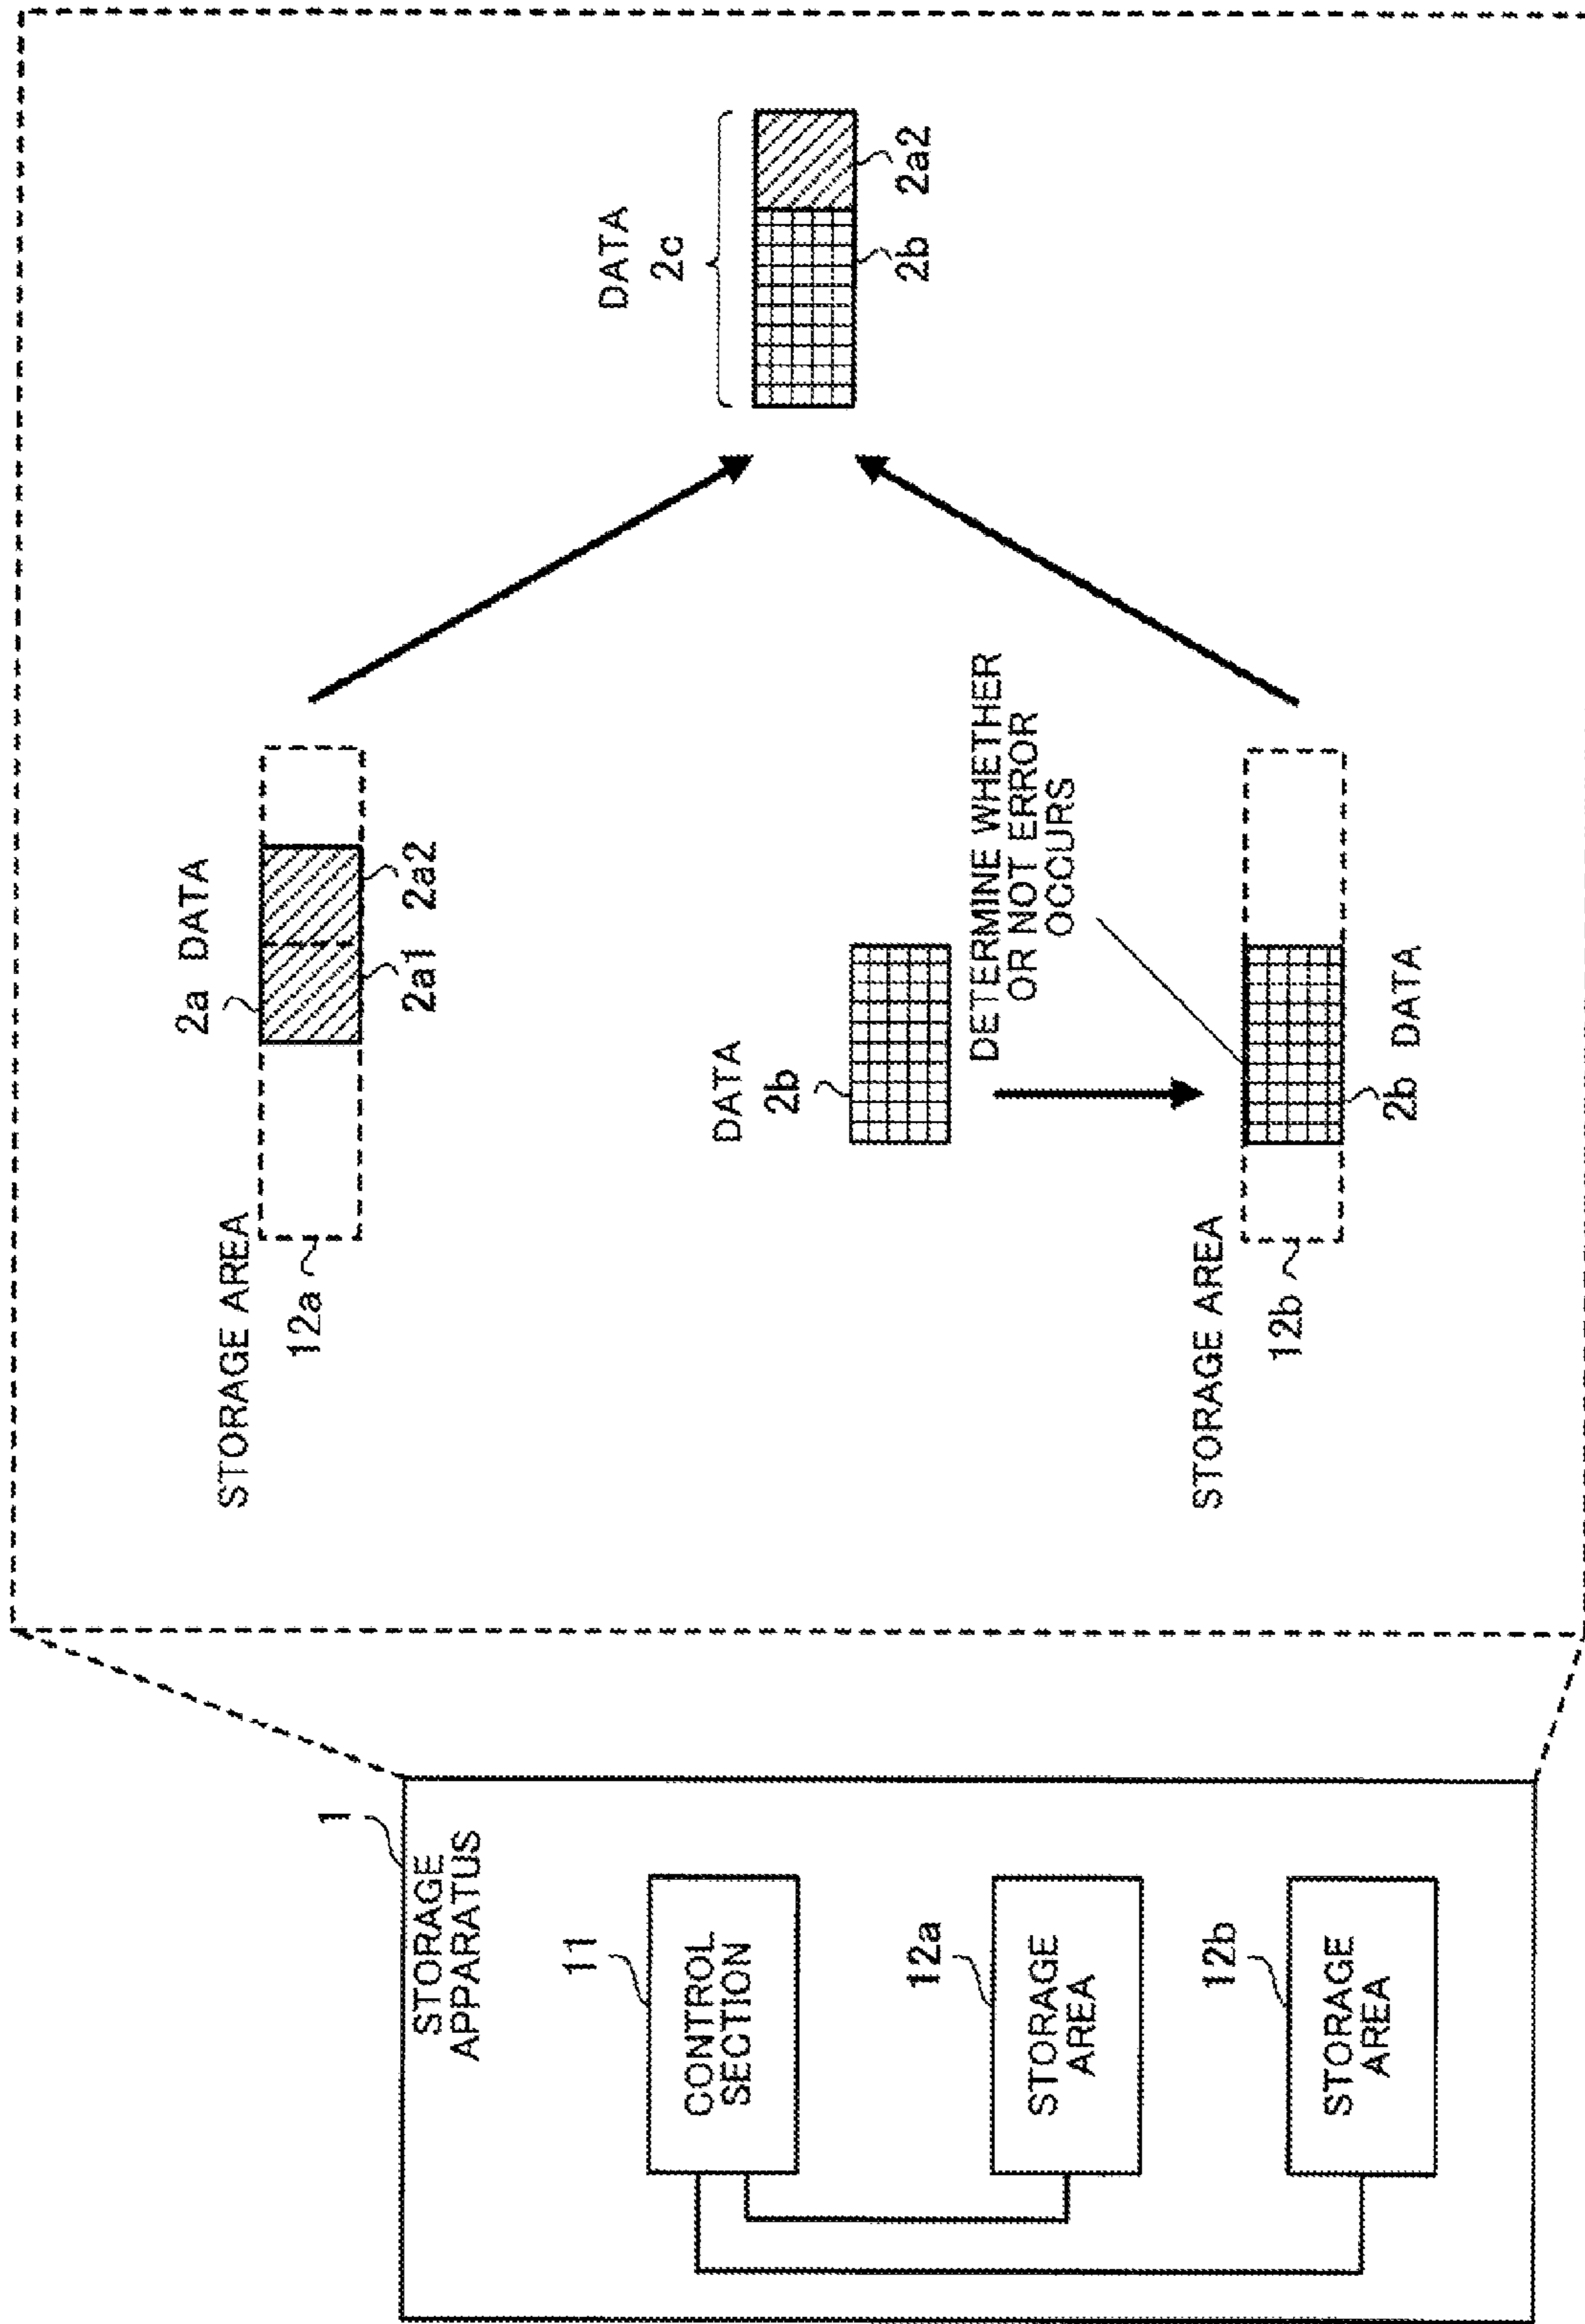 1
STORAGE
APPARATUS
11
CONTROL
SECTION
12a
STORAGE
AREA
12b
STORAGE
AREA
STORAGE AREA
12a
2a DATA
2a1 2a2
DATA
2b
DETERMINE WHETHER
OR NOT ERROR
OCCURS
STORAGE AREA
12b
2b DATA
DATA
2c
2b 2a2